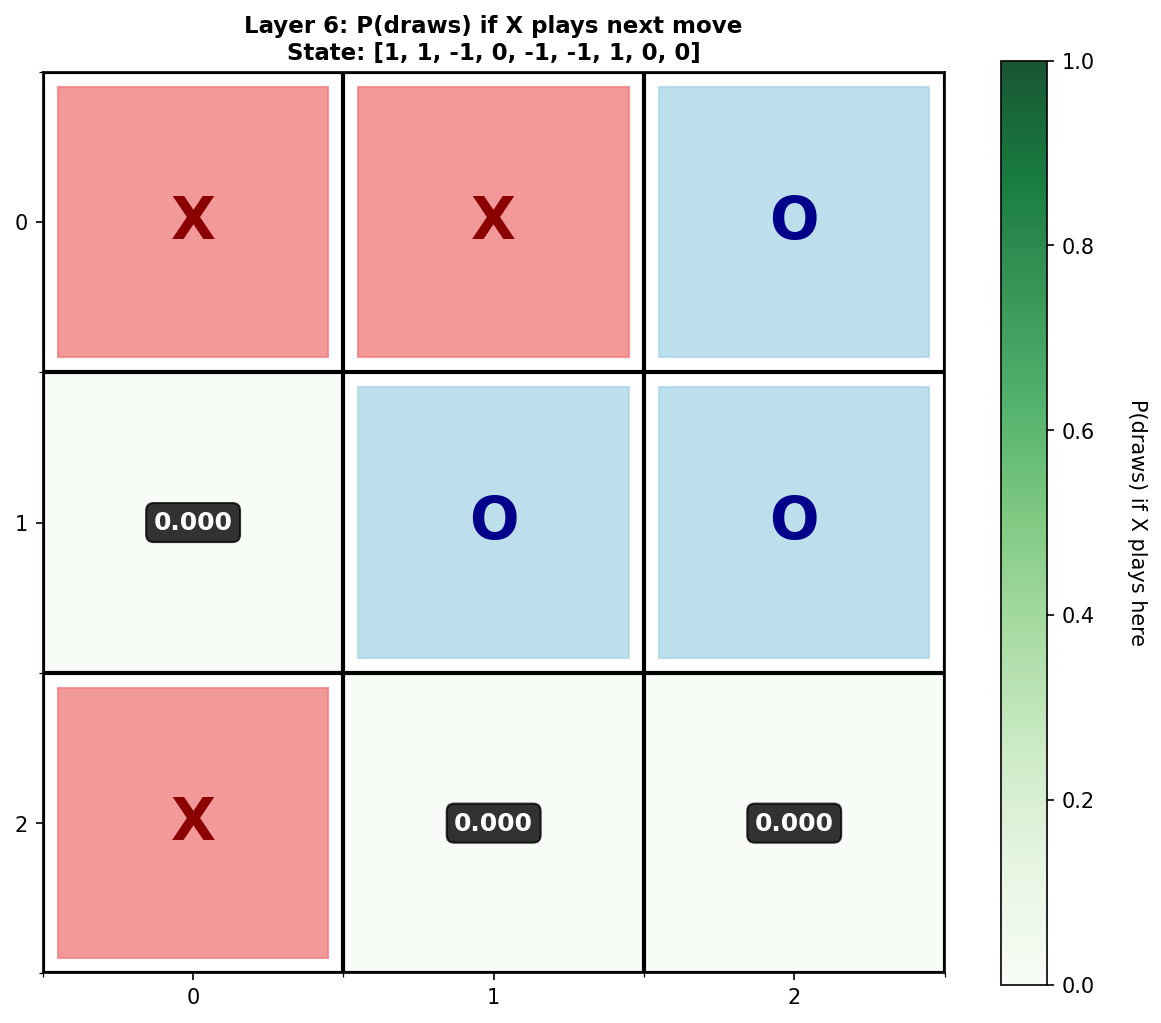 Layer 6: P(draws) if X plays next move
State: [1, 1, -1, 0, -1, -1, 1, 0, 0]
0
X
X
O
1
0.000
O
O
2
X
0.000
0.000
0
1
2
1.0
0.8
0.6
0.4
0.2
0.0
P(draws) if X plays here